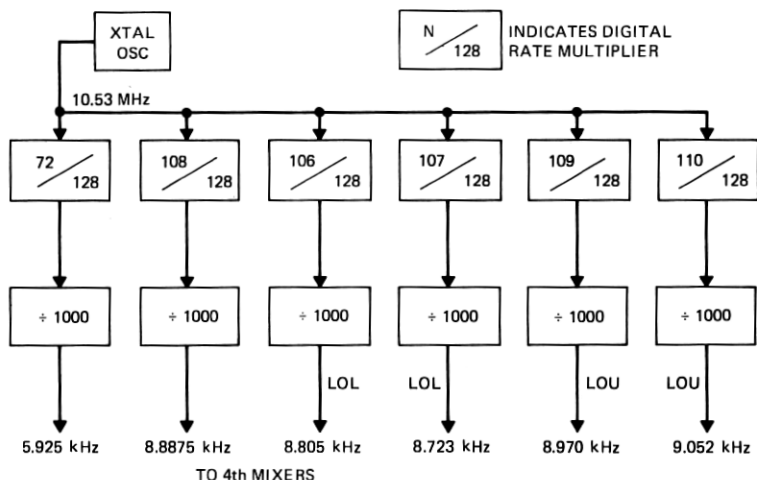 XTAL
OSC
N
128
INDICATES DIGITAL
RATE MULTIPLIER
10.53 MHz
72
128
108
128
106
128
107
128
109
128
110
128
÷ 1000
÷ 1000
÷ 1000
÷ 1000
÷ 1000
÷ 1000
LOL
LOL
LOU
LOU
5.925 kHz
8.8875 kHz
8.805 kHz
8.723 kHz
8.970 kHz
9.052 kHz
TO 4th MIXERS